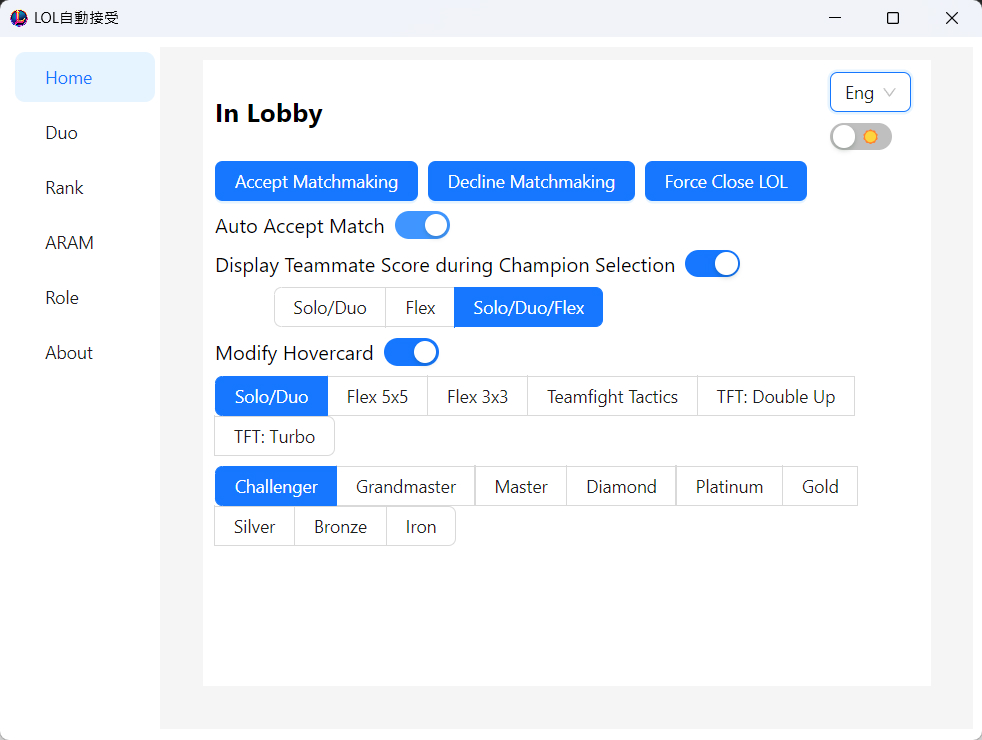 LOL自動接受
Home
Duo
Rank
ARAM
Role
About
Eng
In Lobby
Accept Matchmaking Decline Matchmaking Force Close LOL
Auto Accept Match
Display Teammate Score during Champion Selection
Solo/Duo Flex Solo/Duo/Flex
Modify Hovercard
Solo/Duo Flex 5x5 Flex 3x3 Teamfight Tactics TFT: Double Up
TFT: Turbo
Challenger Grandmaster Master Diamond Platinum Gold
Silver Bronze Iron